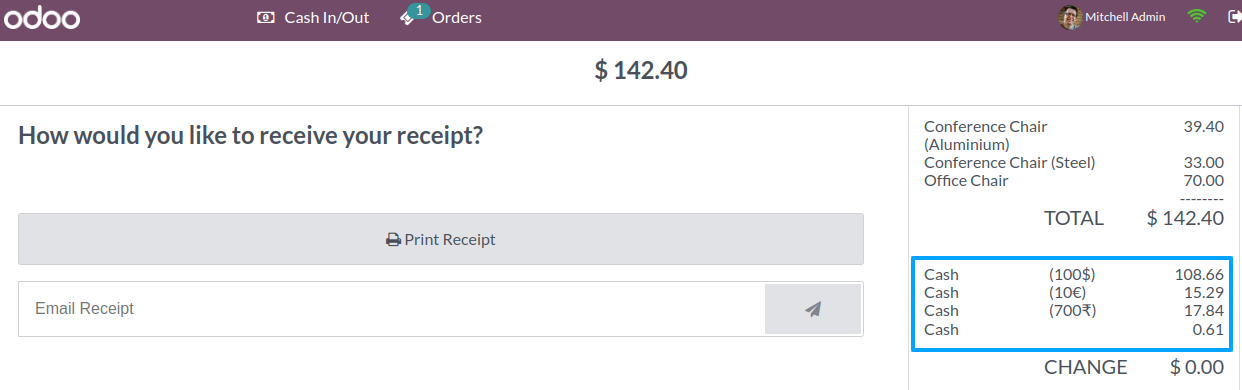 odoo
Cash In/Out
1
Orders
Mitchell Admin
$ 142.40
How would you like to receive your receipt?
Print Receipt
Email Receipt
Conference Chair (Aluminium) 39.40
Conference Chair (Steel) 33.00
Office Chair 70.00
--------
TOTAL $ 142.40
Cash (100$) 108.66
Cash (10€) 15.29
Cash (700₹) 17.84
Cash 0.61
CHANGE $ 0.00